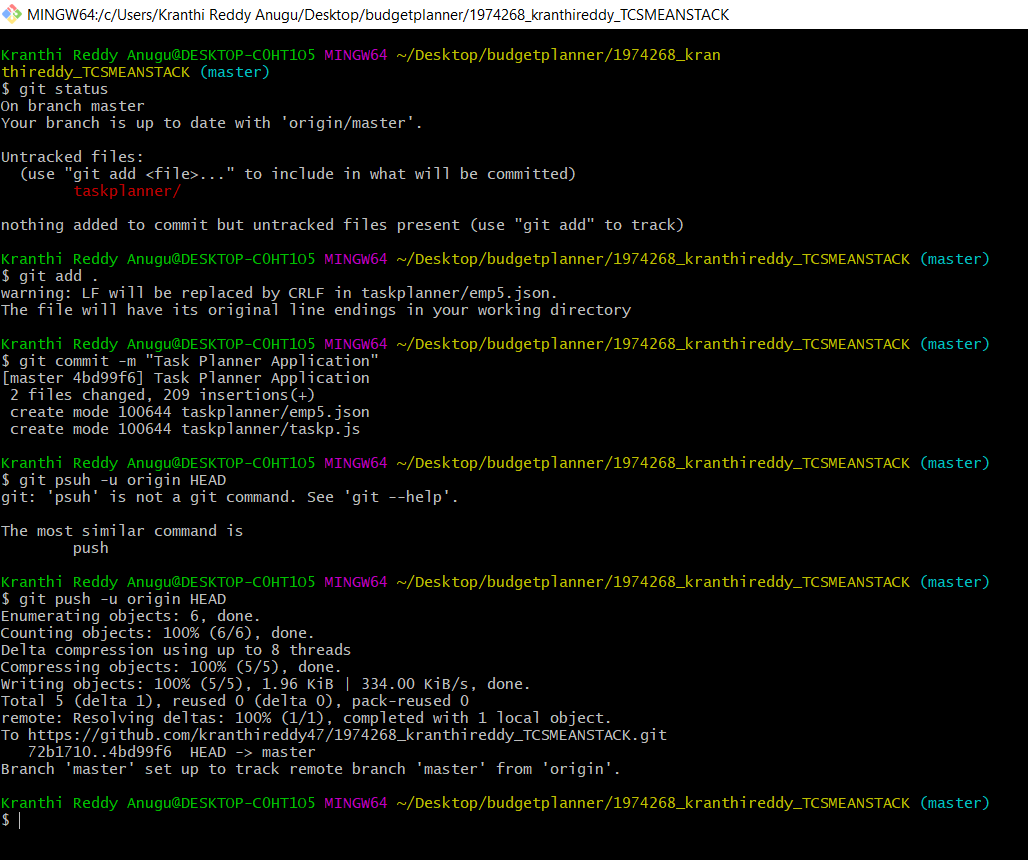 MINGW64:/c/Users/Kranthi Reddy Anugu/Desktop/budgetplanner/1974268_kranthireddy_TCSMEANSTACK
Kranthi Reddy Anugu@DESKTOP-C0HT1O5 MINGW64 ~/Desktop/budgetplanner/1974268_kran
thireddy_TCSMEANSTACK (master)
$ git status
On branch master
Your branch is up to date with 'origin/master'.
Untracked files:
  (use "git add <file>..." to include in what will be committed)
        taskplanner/
nothing added to commit but untracked files present (use "git add" to track)
Kranthi Reddy Anugu@DESKTOP-C0HT1O5 MINGW64 ~/Desktop/budgetplanner/1974268_kranthireddy_TCSMEANSTACK (master)
$ git add .
warning: LF will be replaced by CRLF in taskplanner/emp5.json.
The file will have its original line endings in your working directory
Kranthi Reddy Anugu@DESKTOP-C0HT1O5 MINGW64 ~/Desktop/budgetplanner/1974268_kranthireddy_TCSMEANSTACK (master)
$ git commit -m "Task Planner Application"
[master 4bd99f6] Task Planner Application
 2 files changed, 209 insertions(+)
 create mode 100644 taskplanner/emp5.json
 create mode 100644 taskplanner/taskp.js
Kranthi Reddy Anugu@DESKTOP-C0HT1O5 MINGW64 ~/Desktop/budgetplanner/1974268_kranthireddy_TCSMEANSTACK (master)
$ git psuh -u origin HEAD
git: 'psuh' is not a git command. See 'git --help'.
The most similar command is
        push
Kranthi Reddy Anugu@DESKTOP-C0HT1O5 MINGW64 ~/Desktop/budgetplanner/1974268_kranthireddy_TCSMEANSTACK (master)
$ git push -u origin HEAD
Enumerating objects: 6, done.
Counting objects: 100% (6/6), done.
Delta compression using up to 8 threads
Compressing objects: 100% (5/5), done.
Writing objects: 100% (5/5), 1.96 KiB | 334.00 KiB/s, done.
Total 5 (delta 1), reused 0 (delta 0), pack-reused 0
remote: Resolving deltas: 100% (1/1), completed with 1 local object.
To https://github.com/kranthireddy47/1974268_kranthireddy_TCSMEANSTACK.git
   72b1710..4bd99f6  HEAD -> master
Branch 'master' set up to track remote branch 'master' from 'origin'.
Kranthi Reddy Anugu@DESKTOP-C0HT1O5 MINGW64 ~/Desktop/budgetplanner/1974268_kranthireddy_TCSMEANSTACK (master)
$